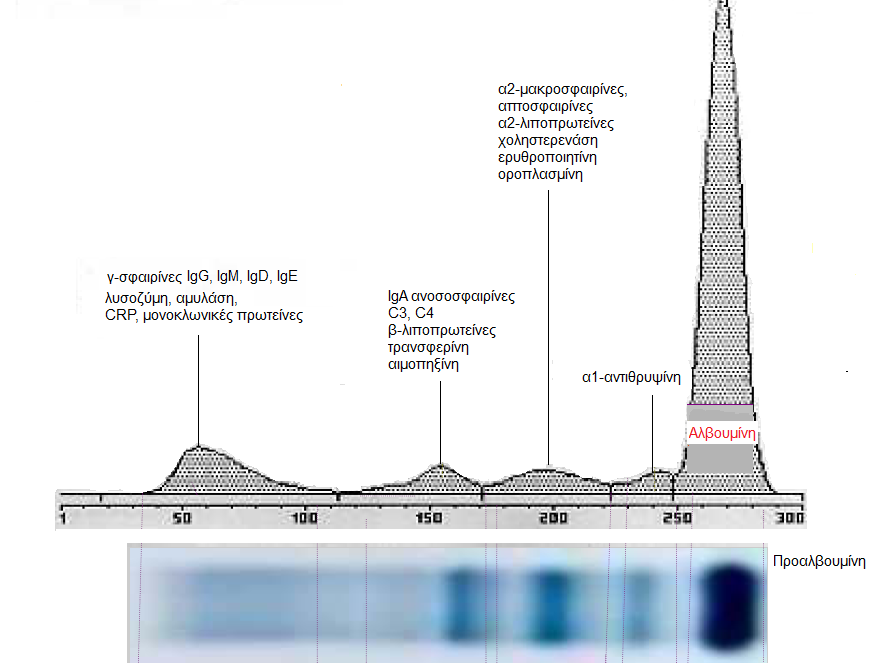 α2-μακροσφαιρίνες,
απτοσφαιρίνες
α2-λιποπρωτείνες
χοληστερενάση
ερυθροποιητίνη
οροπλασμίνη
γ-σφαιρίνες IgG, IgM, IgD, IgE
λυσοζύμη, αμυλάση,
CRP, μονοκλωνικές πρωτείνες
IgA ανοσοσφαιρίνες
C3, C4
β-λιποπρωτείνες
τρανσφερίνη
αιμοπηξίνη
α1-αντιθρυψίνη
Αλβουμίνη
1 50 100 150 200 250 300
Προαλβουμίνη